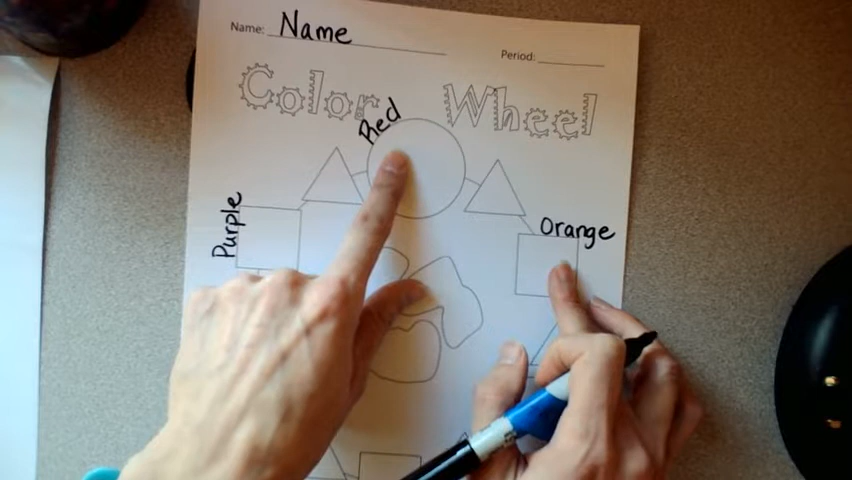 Name: Name
Period:
Color Wheel
Red
Purple
Orange